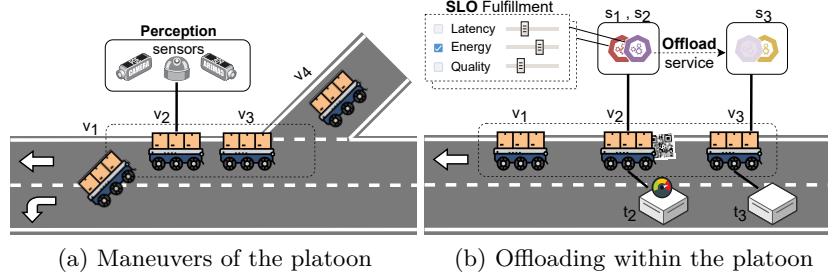 Perception
sensors
CAMERA
CAMERA
v1
v2
v3
v4
(a) Maneuvers of the platoon
SLO Fulfillment
Latency
Energy
Quality
s1 , s2
s3
Offload
service
v1
v2
v3
t2
t3
(b) Offloading within the platoon